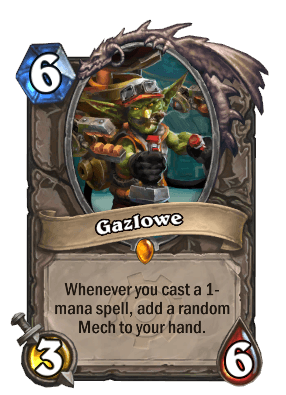 6
Gazlowe
Whenever you cast a 1-
mana spell, add a random
Mech to your hand.
3
6